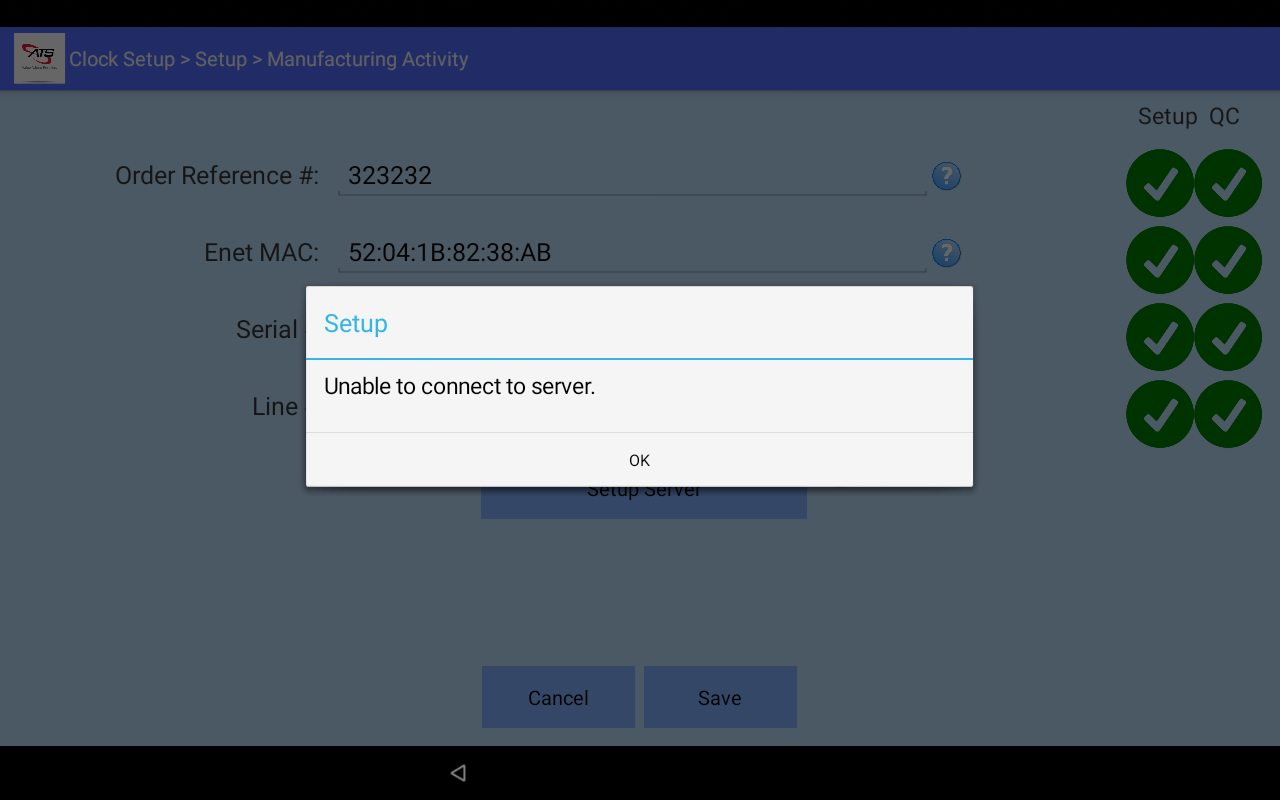 ATS
Clock Setup > Setup > Manufacturing Activity
Setup QC
Order Reference #: 323232 ?
Enet MAC: 52:04:1B:82:38:AB ?
Serial
Line
Setup
Unable to connect to server.
OK
Setup Server
Cancel Save